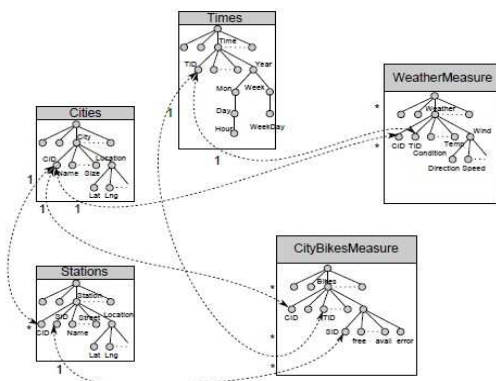 Times
Time
TID
Year
Mon
Week
Day
Hour
WeekDay
1
1
WeatherMeasure
Weather
*
*
CID TID
Condition
Temp
Wind
Direction Speed
Cities
City
CID
Name
Size
Location
Lat Lng
1
1
1
Stations
Station
SID
Street
Location
CID
Name
Lat Lng
*
1
CityBikesMeasure
Bikes
*
CID
TID
SID
free
avail
error
*
*